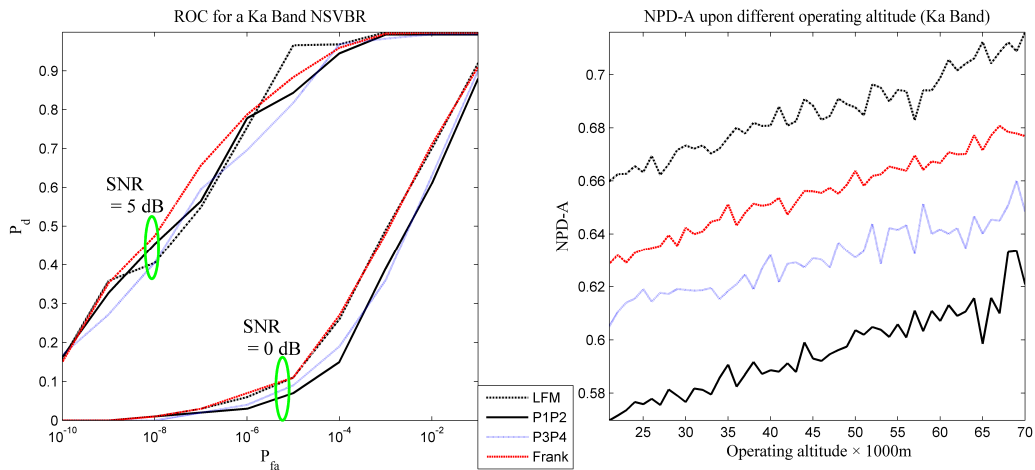 ROC for a Ka Band NSVBR
P_d
0.9
0.8
0.7
0.6
0.5
0.4
0.3
0.2
0.1
0
SNR
= 5 dB
SNR
= 0 dB
10^-10
10^-8
10^-6
10^-4
10^-2
P_fa
LFM
P1P2
P3P4
Frank
NPD-A upon different operating altitude (Ka Band)
NPD-A
0.7
0.68
0.66
0.64
0.62
0.6
0.58
25
30
35
40
45
50
55
60
65
70
Operating altitude × 1000m